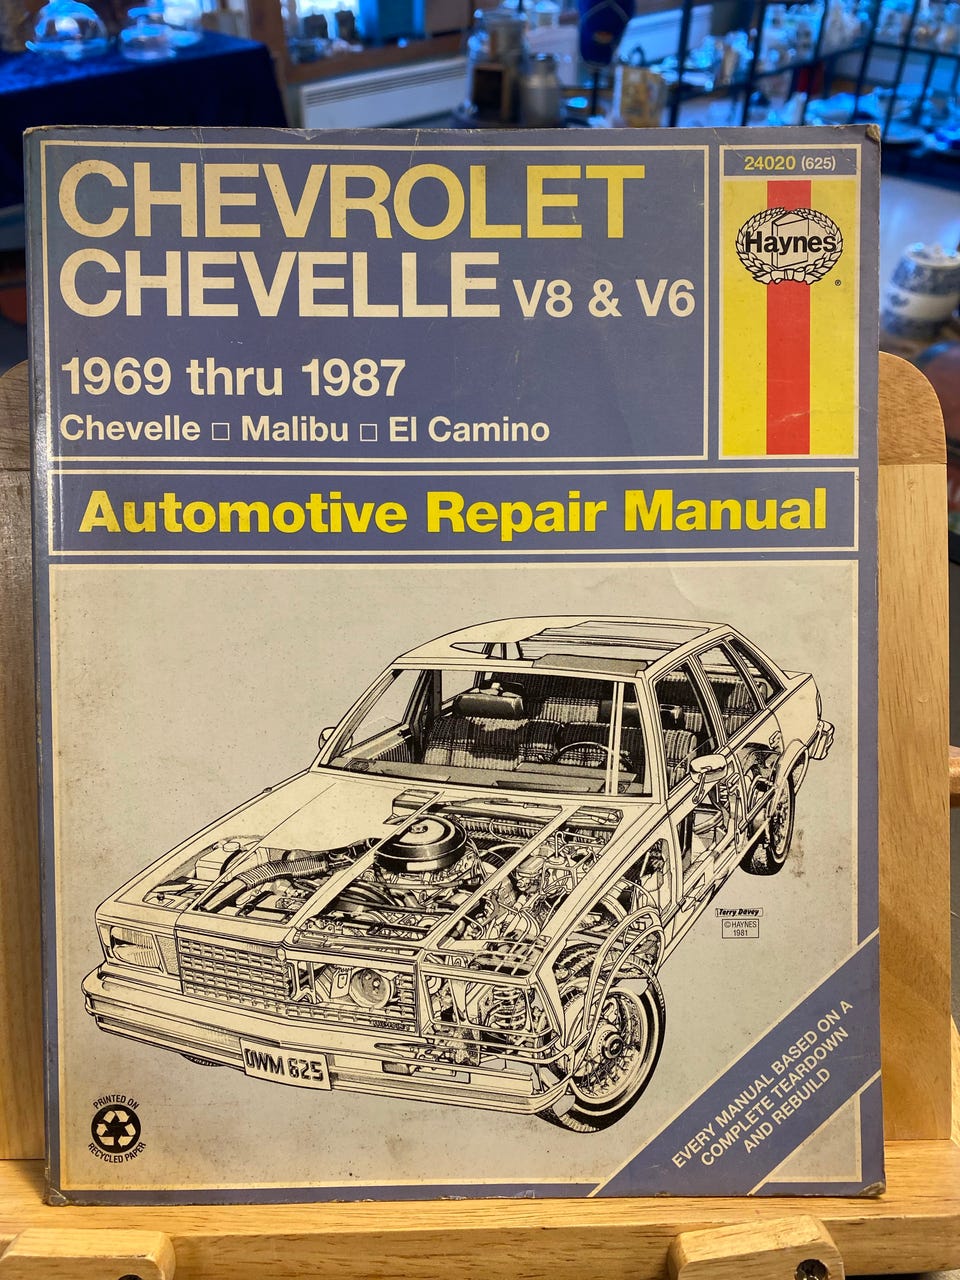 CHEVROLET
CHEVELLE V8 & V6
1969 thru 1987
Chevelle □ Malibu □ El Camino
24020 (625)
Haynes
®
Automotive Repair Manual
Terry Davey
© HAYNES
1981
OWM 625
PRINTED ON
RECYCLED PAPER
EVERY MANUAL BASED ON A
COMPLETE TEARDOWN
AND REBUILD